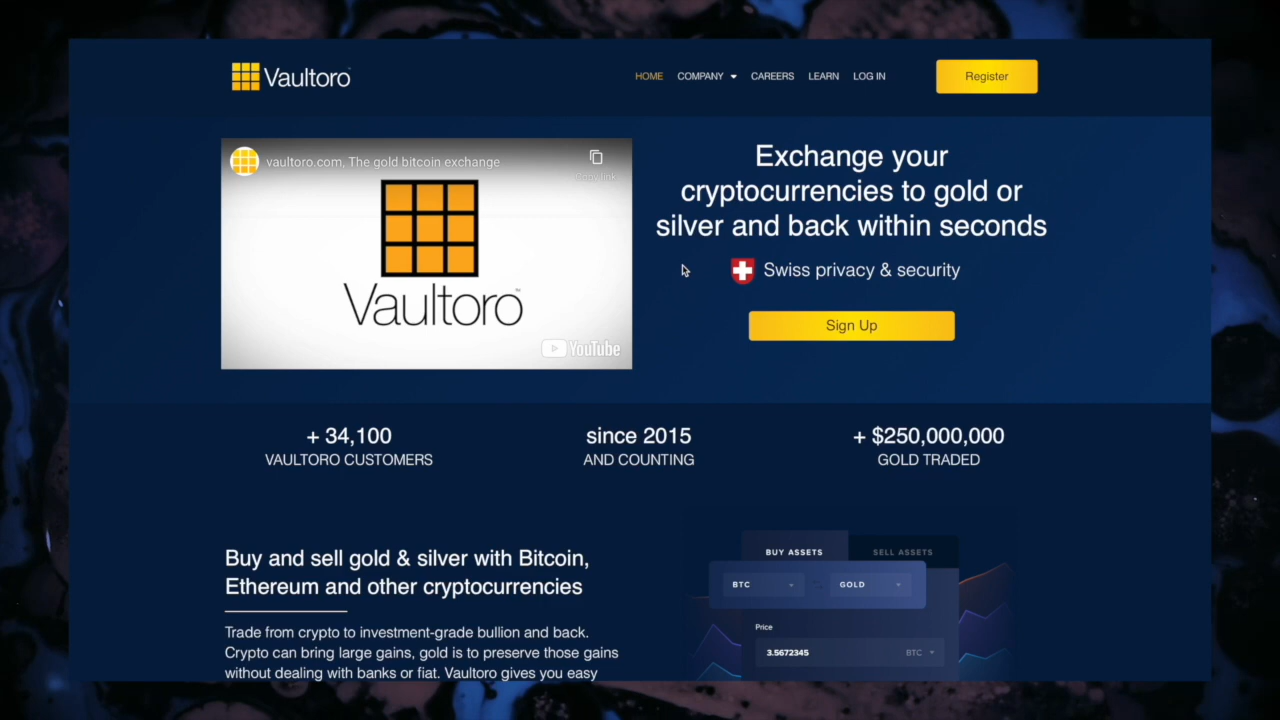 Vaultoro
HOME COMPANY CAREERS LEARN LOG IN Register
vaultoro.com, The gold bitcoin exchange
Copy link
Vaultoro™
YouTube
Exchange your
cryptocurrencies to gold or
silver and back within seconds
Swiss privacy & security
Sign Up
+ 34,100
VAULTORO CUSTOMERS
since 2015
AND COUNTING
+ $250,000,000
GOLD TRADED
Buy and sell gold & silver with Bitcoin,
Ethereum and other cryptocurrencies
Trade from crypto to investment-grade bullion and back.
Crypto can bring large gains, gold is to preserve those gains
without dealing with banks or fiat. Vaultoro gives you easy
BUY ASSETS SELL ASSETS
BTC GOLD
Price
3.5672345 BTC